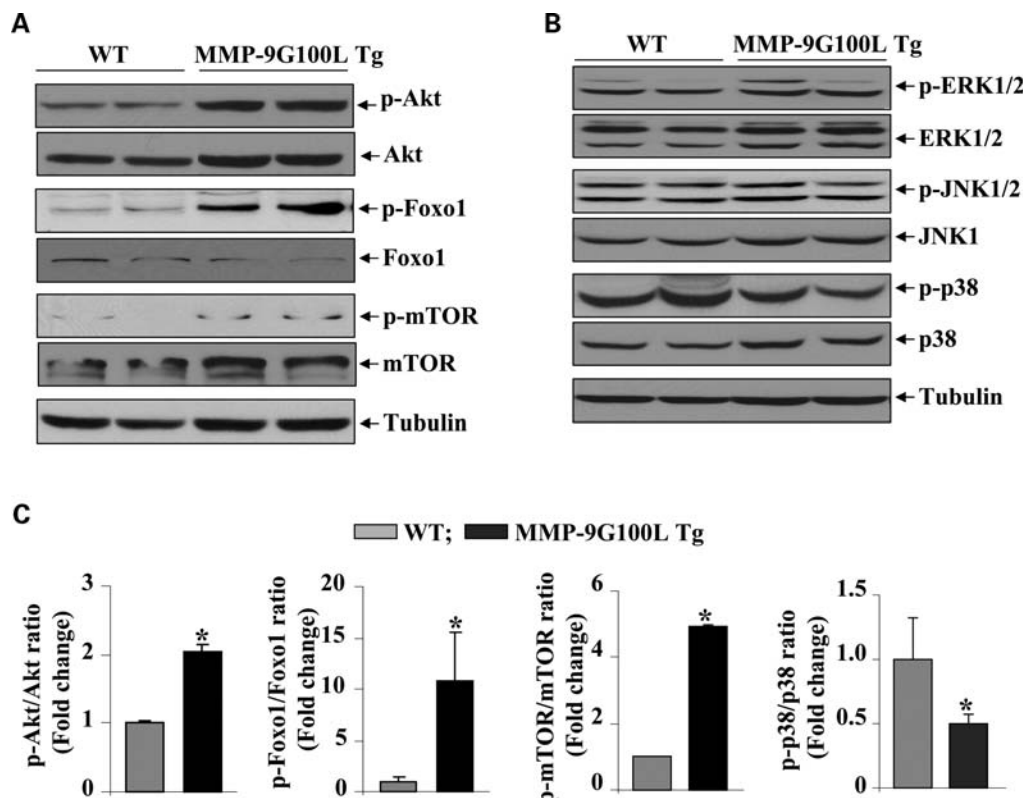 A
WT MMP-9G100L Tg
p-Akt
Akt
p-Foxo1
Foxo1
p-mTOR
mTOR
Tubulin
B
WT MMP-9G100L Tg
p-ERK1/2
ERK1/2
p-JNK1/2
JNK1
p-p38
p38
Tubulin
C
WT; MMP-9G100L Tg
p-Akt/Akt ratio
(Fold change)
3
2
1
0
*
p-Foxo1/Foxo1 ratio
(Fold change)
20
15
10
5
0
*
p-mTOR/mTOR ratio
(Fold change)
6
4
2
0
*
p-p38/p38 ratio
(Fold change)
1.5
1.0
0.5
0
*